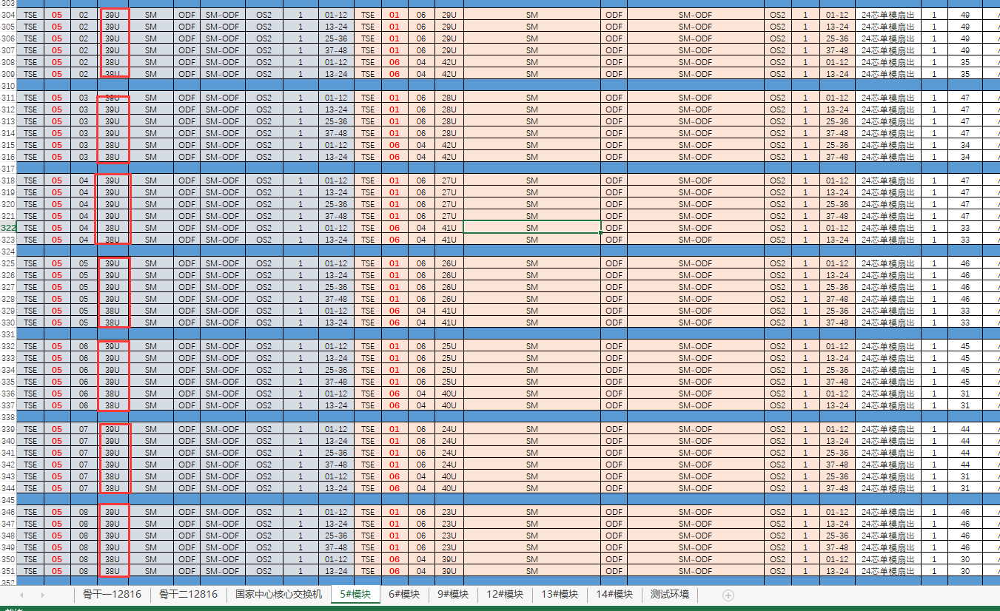 303
304 TSE 05 02 39U SM ODF SM-ODF OS2 1 01-12 TSE 01 06 29U SM ODF SM-ODF OS2 1 01-12 24芯单模扇出 1 49
305 TSE 05 02 39U SM ODF SM-ODF OS2 1 13-24 TSE 01 06 29U SM ODF SM-ODF OS2 1 13-24 24芯单模扇出 1 49
306 TSE 05 02 39U SM ODF SM-ODF OS2 1 25-36 TSE 01 06 29U SM ODF SM-ODF OS2 1 25-36 24芯单模扇出 1 49
307 TSE 05 02 39U SM ODF SM-ODF OS2 1 37-48 TSE 01 06 29U SM ODF SM-ODF OS2 1 37-48 24芯单模扇出 1 49
308 TSE 05 02 38U SM ODF SM-ODF OS2 1 01-12 TSE 06 04 42U SM ODF SM-ODF OS2 1 01-12 24芯单模扇出 1 35
309 TSE 05 02 38U SM ODF SM-ODF OS2 1 13-24 TSE 06 04 42U SM ODF SM-ODF OS2 1 13-24 24芯单模扇出 1 35
310
311 TSE 05 03 39U SM ODF SM-ODF OS2 1 01-12 TSE 01 06 28U SM ODF SM-ODF OS2 1 01-12 24芯单模扇出 1 47
312 TSE 05 03 39U SM ODF SM-ODF OS2 1 13-24 TSE 01 06 28U SM ODF SM-ODF OS2 1 13-24 24芯单模扇出 1 47
313 TSE 05 03 39U SM ODF SM-ODF OS2 1 25-36 TSE 01 06 28U SM ODF SM-ODF OS2 1 25-36 24芯单模扇出 1 47
314 TSE 05 03 39U SM ODF SM-ODF OS2 1 37-48 TSE 01 06 28U SM ODF SM-ODF OS2 1 37-48 24芯单模扇出 1 47
315 TSE 05 03 38U SM ODF SM-ODF OS2 1 01-12 TSE 06 04 42U SM ODF SM-ODF OS2 1 25-36 24芯单模扇出 1 34
316 TSE 05 03 38U SM ODF SM-ODF OS2 1 13-24 TSE 06 04 42U SM ODF SM-ODF OS2 1 37-48 24芯单模扇出 1 34
317
318 TSE 05 04 39U SM ODF SM-ODF OS2 1 01-12 TSE 01 06 27U SM ODF SM-ODF OS2 1 01-12 24芯单模扇出 1 47
319 TSE 05 04 39U SM ODF SM-ODF OS2 1 13-24 TSE 01 06 27U SM ODF SM-ODF OS2 1 13-24 24芯单模扇出 1 47
320 TSE 05 04 39U SM ODF SM-ODF OS2 1 25-36 TSE 01 06 27U SM ODF SM-ODF OS2 1 25-36 24芯单模扇出 1 47
321 TSE 05 04 39U SM ODF SM-ODF OS2 1 37-48 TSE 01 06 27U SM ODF SM-ODF OS2 1 37-48 24芯单模扇出 1 47
322 TSE 05 04 38U SM ODF SM-ODF OS2 1 01-12 TSE 06 04 41U SM ODF SM-ODF OS2 1 01-12 24芯单模扇出 1 33
323 TSE 05 04 38U SM ODF SM-ODF OS2 1 13-24 TSE 06 04 41U SM ODF SM-ODF OS2 1 13-24 24芯单模扇出 1 33
324
325 TSE 05 05 39U SM ODF SM-ODF OS2 1 01-12 TSE 01 06 26U SM ODF SM-ODF OS2 1 01-12 24芯单模扇出 1 46
326 TSE 05 05 39U SM ODF SM-ODF OS2 1 13-24 TSE 01 06 26U SM ODF SM-ODF OS2 1 13-24 24芯单模扇出 1 46
327 TSE 05 05 39U SM ODF SM-ODF OS2 1 25-36 TSE 01 06 26U SM ODF SM-ODF OS2 1 25-36 24芯单模扇出 1 46
328 TSE 05 05 39U SM ODF SM-ODF OS2 1 37-48 TSE 01 06 26U SM ODF SM-ODF OS2 1 37-48 24芯单模扇出 1 46
329 TSE 05 05 38U SM ODF SM-ODF OS2 1 01-12 TSE 06 04 41U SM ODF SM-ODF OS2 1 25-36 24芯单模扇出 1 33
330 TSE 05 05 38U SM ODF SM-ODF OS2 1 13-24 TSE 06 04 41U SM ODF SM-ODF OS2 1 37-48 24芯单模扇出 1 33
331
332 TSE 05 06 39U SM ODF SM-ODF OS2 1 01-12 TSE 01 06 25U SM ODF SM-ODF OS2 1 01-12 24芯单模扇出 1 45
333 TSE 05 06 39U SM ODF SM-ODF OS2 1 13-24 TSE 01 06 25U SM ODF SM-ODF OS2 1 13-24 24芯单模扇出 1 45
334 TSE 05 06 39U SM ODF SM-ODF OS2 1 25-36 TSE 01 06 25U SM ODF SM-ODF OS2 1 25-36 24芯单模扇出 1 45
335 TSE 05 06 39U SM ODF SM-ODF OS2 1 37-48 TSE 01 06 25U SM ODF SM-ODF OS2 1 37-48 24芯单模扇出 1 45
336 TSE 05 06 38U SM ODF SM-ODF OS2 1 01-12 TSE 06 04 40U SM ODF SM-ODF OS2 1 01-12 24芯单模扇出 1 31
337 TSE 05 06 38U SM ODF SM-ODF OS2 1 13-24 TSE 06 04 40U SM ODF SM-ODF OS2 1 13-24 24芯单模扇出 1 31
338
339 TSE 05 07 39U SM ODF SM-ODF OS2 1 01-12 TSE 01 06 24U SM ODF SM-ODF OS2 1 01-12 24芯单模扇出 1 44
340 TSE 05 07 39U SM ODF SM-ODF OS2 1 13-24 TSE 01 06 24U SM ODF SM-ODF OS2 1 13-24 24芯单模扇出 1 44
341 TSE 05 07 39U SM ODF SM-ODF OS2 1 25-36 TSE 01 06 24U SM ODF SM-ODF OS2 1 25-36 24芯单模扇出 1 44
342 TSE 05 07 39U SM ODF SM-ODF OS2 1 37-48 TSE 01 06 24U SM ODF SM-ODF OS2 1 37-48 24芯单模扇出 1 44
343 TSE 05 07 38U SM ODF SM-ODF OS2 1 01-12 TSE 06 04 40U SM ODF SM-ODF OS2 1 25-36 24芯单模扇出 1 31
344 TSE 05 07 38U SM ODF SM-ODF OS2 1 13-24 TSE 06 04 40U SM ODF SM-ODF OS2 1 37-48 24芯单模扇出 1 31
345
346 TSE 05 08 39U SM ODF SM-ODF OS2 1 01-12 TSE 01 06 23U SM ODF SM-ODF OS2 1 01-12 24芯单模扇出 1 46
347 TSE 05 08 39U SM ODF SM-ODF OS2 1 13-24 TSE 01 06 23U SM ODF SM-ODF OS2 1 13-24 24芯单模扇出 1 46
348 TSE 05 08 39U SM ODF SM-ODF OS2 1 25-36 TSE 01 06 23U SM ODF SM-ODF OS2 1 25-36 24芯单模扇出 1 46
349 TSE 05 08 39U SM ODF SM-ODF OS2 1 37-48 TSE 01 06 23U SM ODF SM-ODF OS2 1 37-48 24芯单模扇出 1 46
350 TSE 05 08 38U SM ODF SM-ODF OS2 1 01-12 TSE 06 04 39U SM ODF SM-ODF OS2 1 01-12 24芯单模扇出 1 30
351 TSE 05 08 38U SM ODF SM-ODF OS2 1 13-24 TSE 06 04 39U SM ODF SM-ODF OS2 1 13-24 24芯单模扇出 1 30
352
骨干一12816 骨干二12816 国家中心核心交换机 5#模块 6#模块 9#模块 12#模块 13#模块 14#模块 测试环境